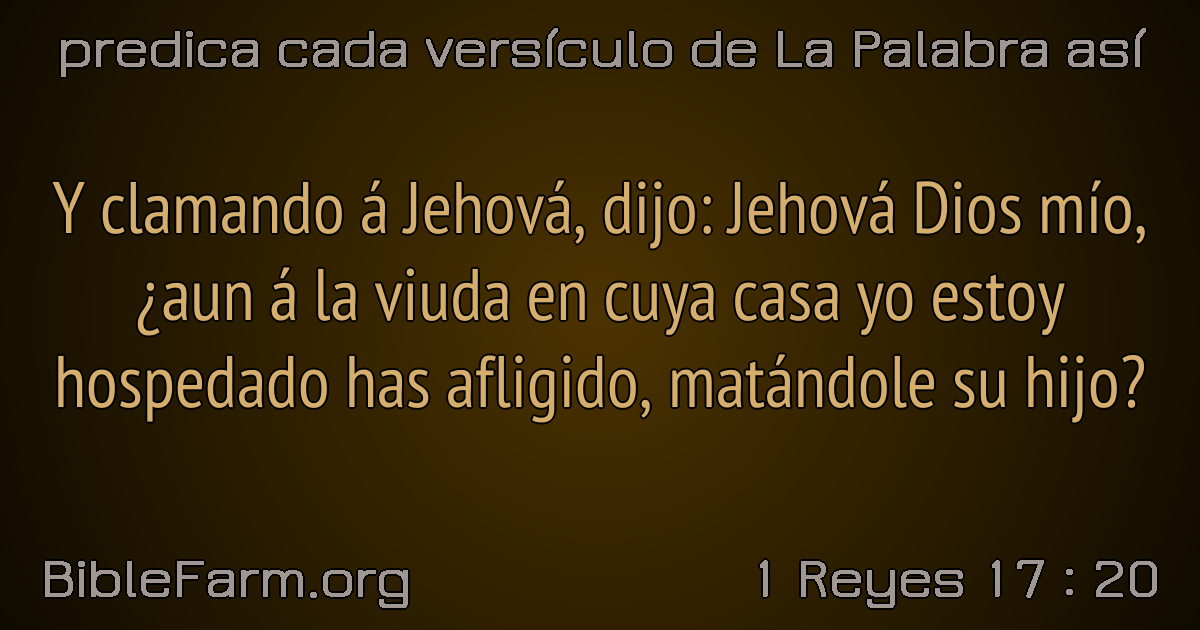 predica cada versículo de La Palabra así
Y clamando á Jehová, dijo: Jehová Dios mío,
¿aun á la viuda en cuya casa yo estoy
hospedado has afligido, matándole su hijo?
BibleFarm.org
1 Reyes 17 : 20